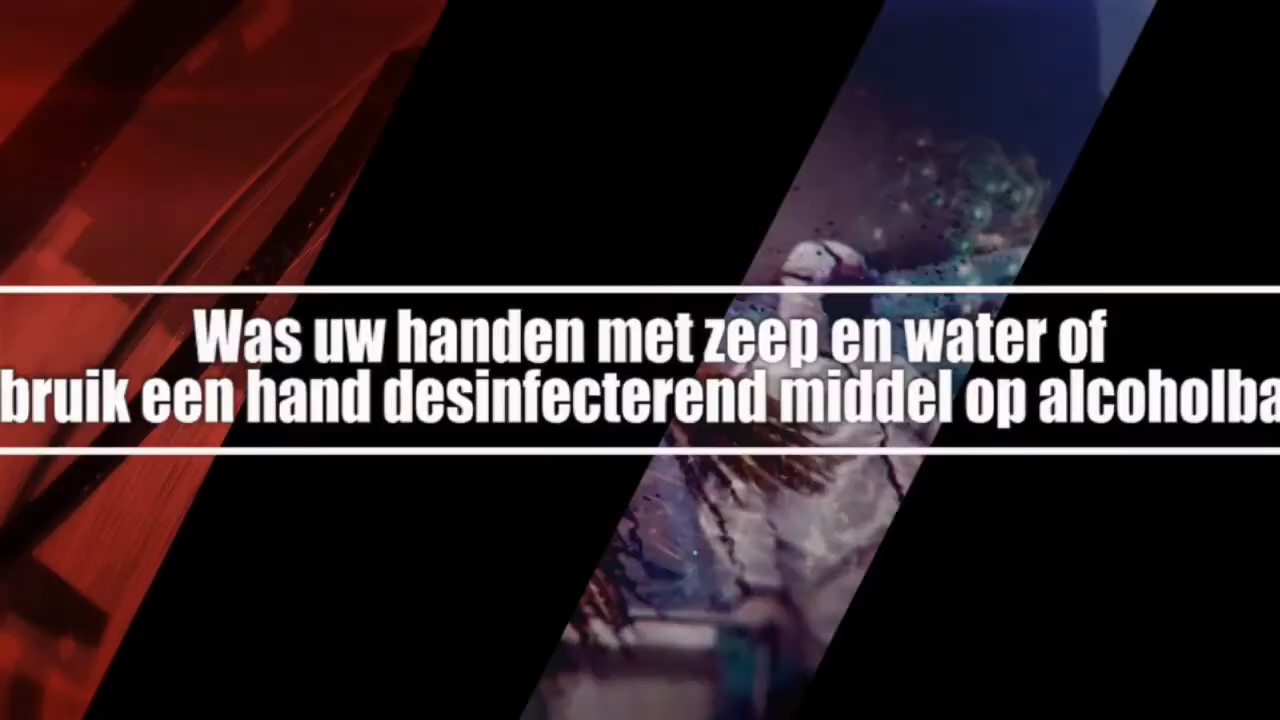 Was uw handen met zeep en water of
bruik een hand desinfecterend middel op alcoholba